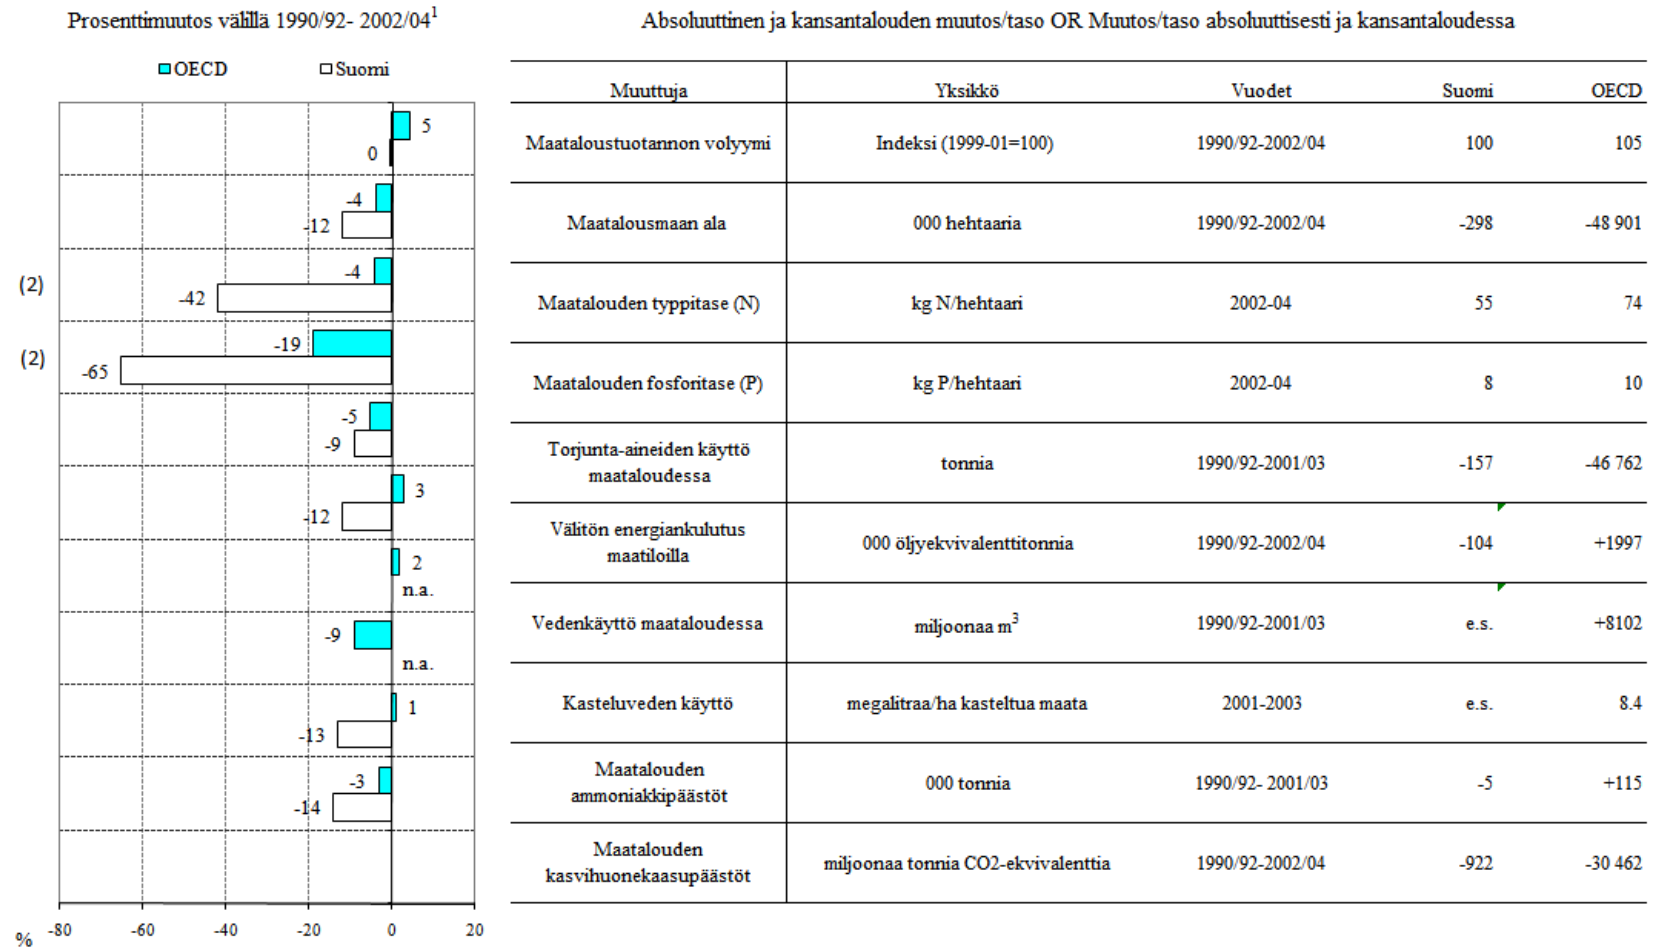 Prosenttimuutos välillä 1990/92- 2002/04¹
OECD Suomi
5
0
-4
-12
(2) -4
-42
(2) -19
-65
-5
-9
3
-12
2
n.a.
-9
n.a.
1
-13
-3
-14
% -80 -60 -40 -20 0 20
Absoluuttinen ja kansantalouden muutos/taso OR Muutos/taso absoluuttisesti ja kansantaloudessa
Muuttuja Yksikkö Vuodet Suomi OECD
Maataloustuotannon volyymi Indeksi (1999-01=100) 1990/92-2002/04 100 105
Maatalousmaan ala 000 hehtaaria 1990/92-2002/04 -298 -48 901
Maatalouden typpitase (N) kg N/hehtaari 2002-04 55 74
Maatalouden fosforitase (P) kg P/hehtaari 2002-04 8 10
Torjunta-aineiden käyttö
maataloudessa tonnia 1990/92-2001/03 -157 -46 762
Välitön energiankulutus
maatiloilla 000 öljyekvivalenttitonnia 1990/92-2002/04 -104 +1997
Vedenkäyttö maataloudessa miljoonaa m³ 1990/92-2001/03 e.s. +8102
Kasteluveden käyttö megalitraa/ha kasteltua maata 2001-2003 e.s. 8.4
Maatalouden
ammoniakkipäästöt 000 tonnia 1990/92- 2001/03 -5 +115
Maatalouden
kasvihuonekaasupäästöt miljoonaa tonnia CO2-ekvivalenttia 1990/92-2002/04 -922 -30 462